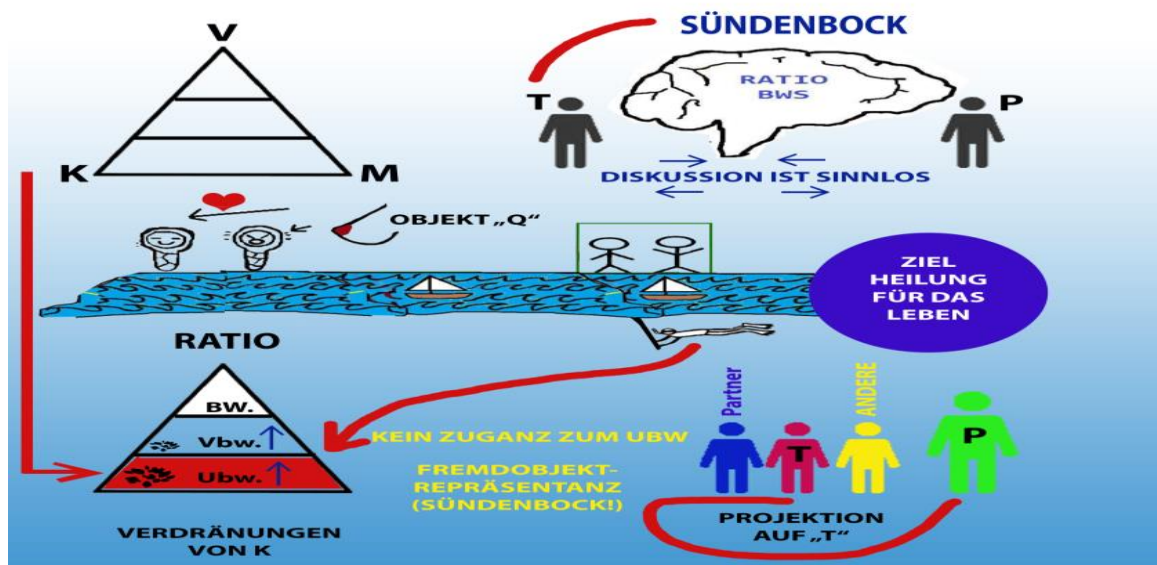 V
K
M
SÜNDENBOCK
RATIO
BWS
T
P
DISKUSSION IST SINNLOS
OBJEKT „Q“
ZIEL
HEILUNG
FÜR DAS
LEBEN
RATIO
BW.
Vbw.
Ubw.
VERDRÄNUNGEN
VON K
KEIN ZUGANZ ZUM UBW
FREMDOBJEKT-
REPRÄSENTANZ
(SÜNDENBOCK!)
Partner
ANDERE
T
P
PROJEKTION
AUF „T“